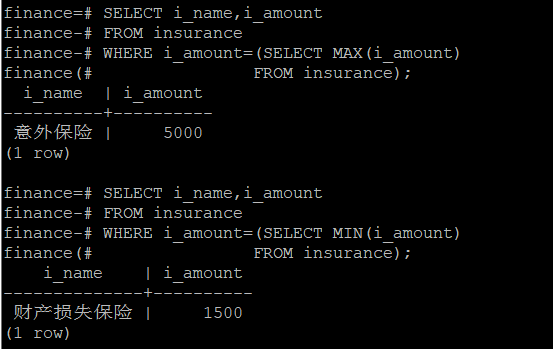 finance=# SELECT i_name,i_amount
finance-# FROM insurance
finance-# WHERE i_amount=(SELECT MAX(i_amount)
finance(#                 FROM insurance);
  i_name  | i_amount
----------+----------
 意外保险 |     5000
(1 row)

finance=# SELECT i_name,i_amount
finance-# FROM insurance
finance-# WHERE i_amount=(SELECT MIN(i_amount)
finance(#                 FROM insurance);
    i_name    | i_amount
--------------+----------
 财产损失保险 |     1500
(1 row)